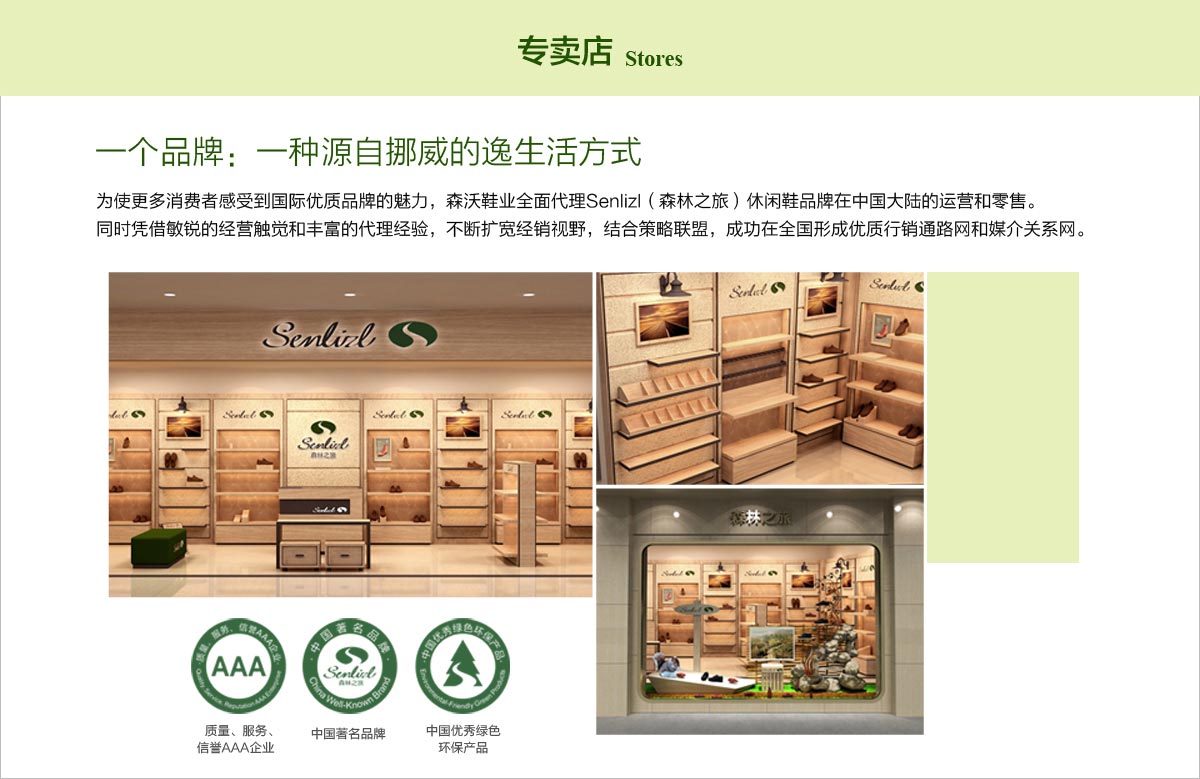 专卖店 Stores
一个品牌：一种源自挪威的逸生活方式
为使更多消费者感受到国际优质品牌的魅力，森沃鞋业全面代理Senlizl（森林之旅）休闲鞋品牌在中国大陆的运营和零售。
同时凭借敏锐的经营触觉和丰富的代理经验，不断扩宽经销视野，结合策略联盟，成功在全国形成优质行销通路网和媒介关系网。
Senlizl
Senlizl
Senlizl
Senlizl
Senlizl
Senlizl
森林之旅
Senlizl
Senlizl
Senlizl
森林之旅
Senlizl
Senlizl
质量、服务、信誉AAA企业
AAA
Quality, Service, Reputation AAA Enterprise
中国著名品牌
Senlizl
森林之旅
China Well-Known Brand
中国优秀绿色环保产品
Environmental-Friendly Green Products
质量、服务、
信誉AAA企业
中国著名品牌
中国优秀绿色
环保产品